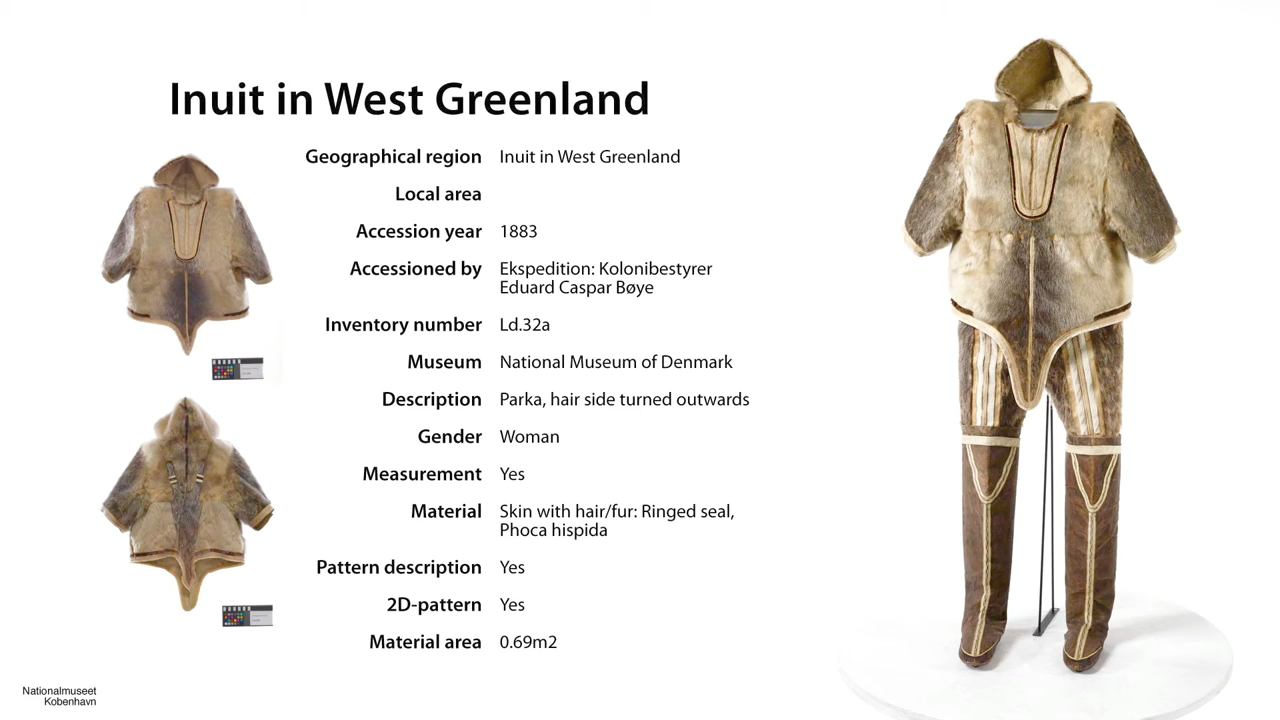 Inuit in West Greenland
Geographical region Inuit in West Greenland
Local area
Accession year 1883
Accessioned by Ekspedition: Kolonibestyrer
Eduard Caspar Bøye
Inventory number Ld.32a
Museum National Museum of Denmark
Description Parka, hair side turned outwards
Gender Woman
Measurement Yes
Material Skin with hair/fur: Ringed seal,
Phoca hispida
Pattern description Yes
2D-pattern Yes
Material area 0.69m2
Nationalmuseet
Kobenhavn